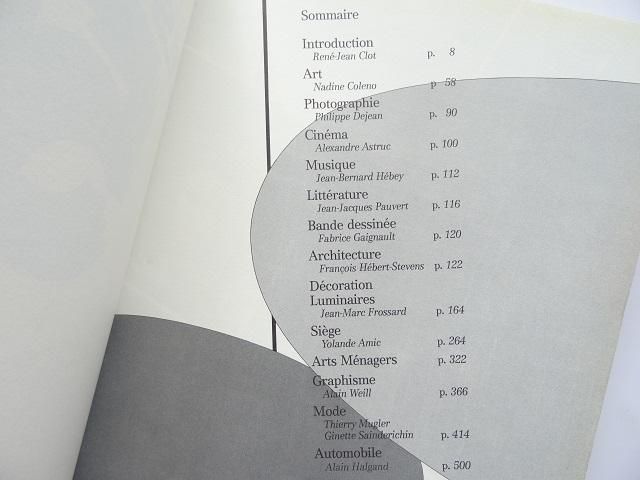 Sommaire
Introduction
René-Jean Clot p. 8
Art
Nadine Coleno p 58
Photographie
Philippe Dejean p. 90
Cinéma
Alexandre Astruc p. 100
Musique
Jean-Bernard Hébey p. 112
Littérature
Jean-Jacques Pauvert p. 116
Bande dessinée
Fabrice Gaignault p. 120
Architecture
François Hébert-Stevens p. 122
Décoration
Luminaires
Jean-Marc Frossard p. 164
Siège
Yolande Amic p. 264
Arts Ménagers p. 322
Graphisme
Alain Weill p. 366
Mode
Thierry Mugler
Ginette Sainderichin p. 414
Automobile
Alain Halgand p. 500